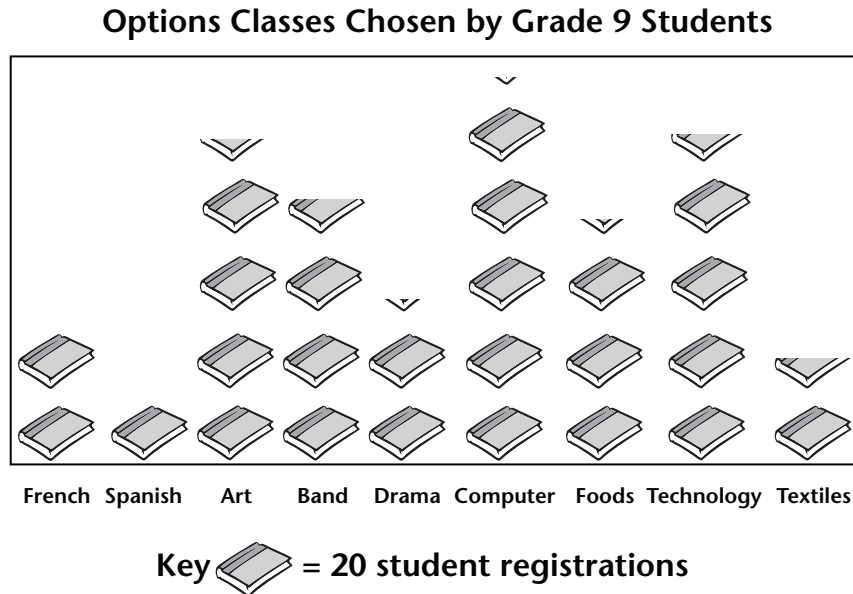 Options Classes Chosen by Grade 9 Students
French Spanish Art Band Drama Computer Foods Technology Textiles
Key = 20 student registrations